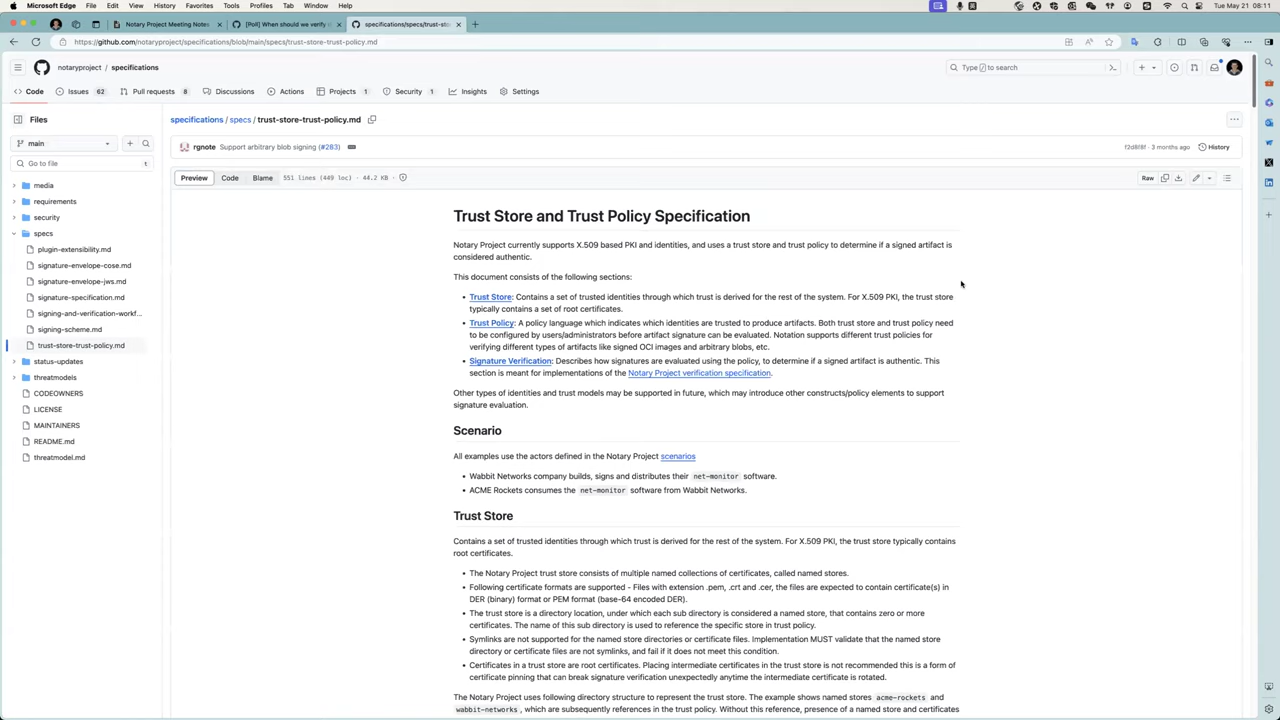 Microsoft Edge File Edit View History Favorites Tools Profiles Tab Window Help Tue May 21 08:11
Notary Project Meeting Notes [Poll] When should we verify specifications/specs/trust-stor
https://github.com/notaryproject/specifications/blob/main/specs/trust-store-trust-policy.md
notaryproject / specifications Type / to search
Code Issues 62 Pull requests 8 Discussions Actions Projects 1 Security 1 Insights Settings
Files specifications / specs / trust-store-trust-policy.md
main
rgnote Support arbitrary blob signing (#283) f2d8f8f · 3 months ago History
Go to file t
Preview Code Blame 551 lines (449 loc) · 44.2 KB Raw
media
requirements
security
specs
plugin-extensibility.md
signature-envelope-cose.md
signature-envelope-jws.md
signature-specification.md
signing-and-verification-workf...
signing-scheme.md
trust-store-trust-policy.md
status-updates
threatmodels
CODEOWNERS
LICENSE
MAINTAINERS
README.md
threatmodel.md
Trust Store and Trust Policy Specification
Notary Project currently supports X.509 based PKI and identities, and uses a trust store and trust policy to determine if a signed artifact is
considered authentic.
This document consists of the following sections:
Trust Store: Contains a set of trusted identities through which trust is derived for the rest of the system. For X.509 PKI, the trust store
typically contains a set of root certificates.
Trust Policy: A policy language which indicates which identities are trusted to produce artifacts. Both trust store and trust policy need
to be configured by users/administrators before artifact signature can be evaluated. Notation supports different trust policies for
verifying different types of artifacts like signed OCI images and arbitrary blobs, etc.
Signature Verification: Describes how signatures are evaluated using the policy, to determine if a signed artifact is authentic. This
section is meant for implementations of the Notary Project verification specification.
Other types of identities and trust models may be supported in future, which may introduce other constructs/policy elements to support
signature evaluation.
Scenario
All examples use the actors defined in the Notary Project scenarios
Wabbit Networks company builds, signs and distributes their net-monitor software.
ACME Rockets consumes the net-monitor software from Wabbit Networks.
Trust Store
Contains a set of trusted identities through which trust is derived for the rest of the system. For X.509 PKI, the trust store typically contains
root certificates.
The Notary Project trust store consists of multiple named collections of certificates, called named stores.
Following certificate formats are supported - Files with extension .pem, .crt and .cer, the files are expected to contain certificate(s) in
DER (binary) format or PEM format (base-64 encoded DER).
The trust store is a directory location, under which each sub directory is considered a named store, that contains zero or more
certificates. The name of this sub directory is used to reference the specific store in trust policy.
Symlinks are not supported for the named store directories or certificate files. Implementation MUST validate that the named store
directory or certificate files are not symlinks, and fail if it does not meet this condition.
Certificates in a trust store are root certificates. Placing intermediate certificates in the trust store is not recommended this is a form of
certificate pinning that can break signature verification unexpectedly anytime the intermediate certificate is rotated.
The Notary Project uses following directory structure to represent the trust store. The example shows named stores acme-rockets and
wabbit-networks , which are subsequently references in the trust policy. Without this reference, presence of a named store and certificates